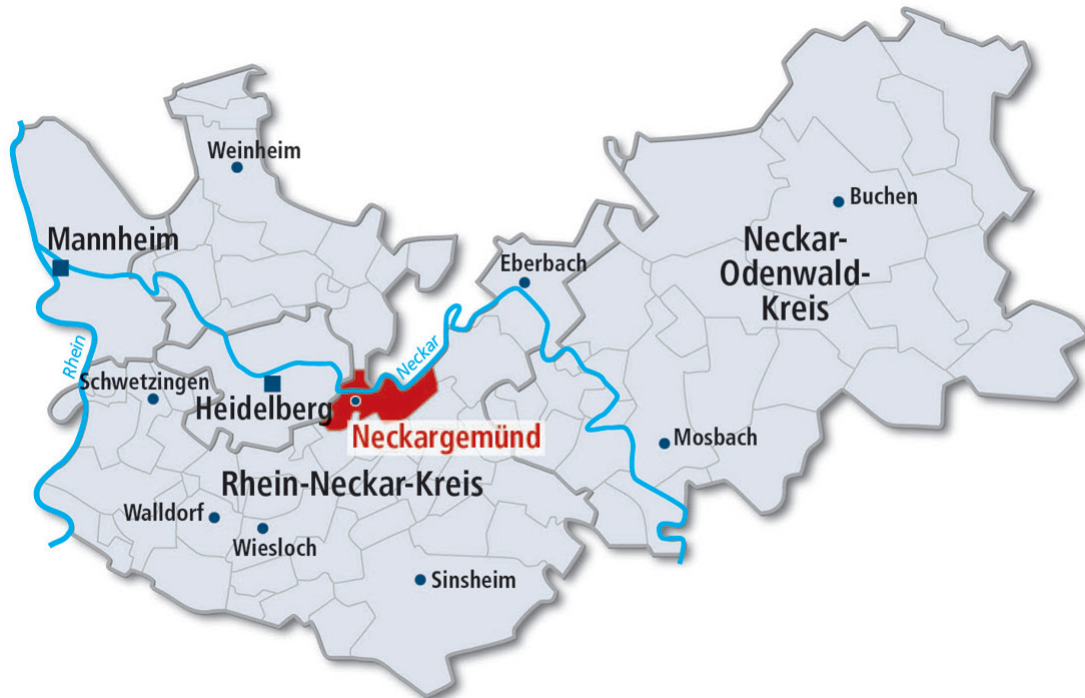 Weinheim
Buchen
Mannheim
Neckar-
Odenwald-
Kreis
Eberbach
Rhein
Neckar
Schwetzingen
Heidelberg
Neckargemünd
Mosbach
Rhein-Neckar-Kreis
Walldorf
Wiesloch
Sinsheim